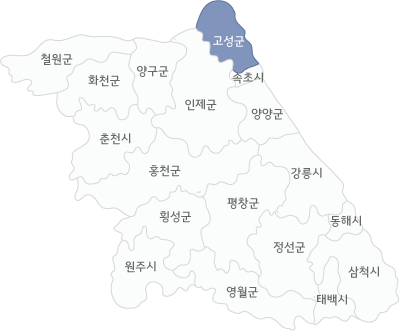 고성군
철원군
양구군
화천군
속초시
인제군
양양군
춘천시
홍천군
강릉시
평창군
횡성군
동해시
정선군
원주시
삼척시
영월군
태백시